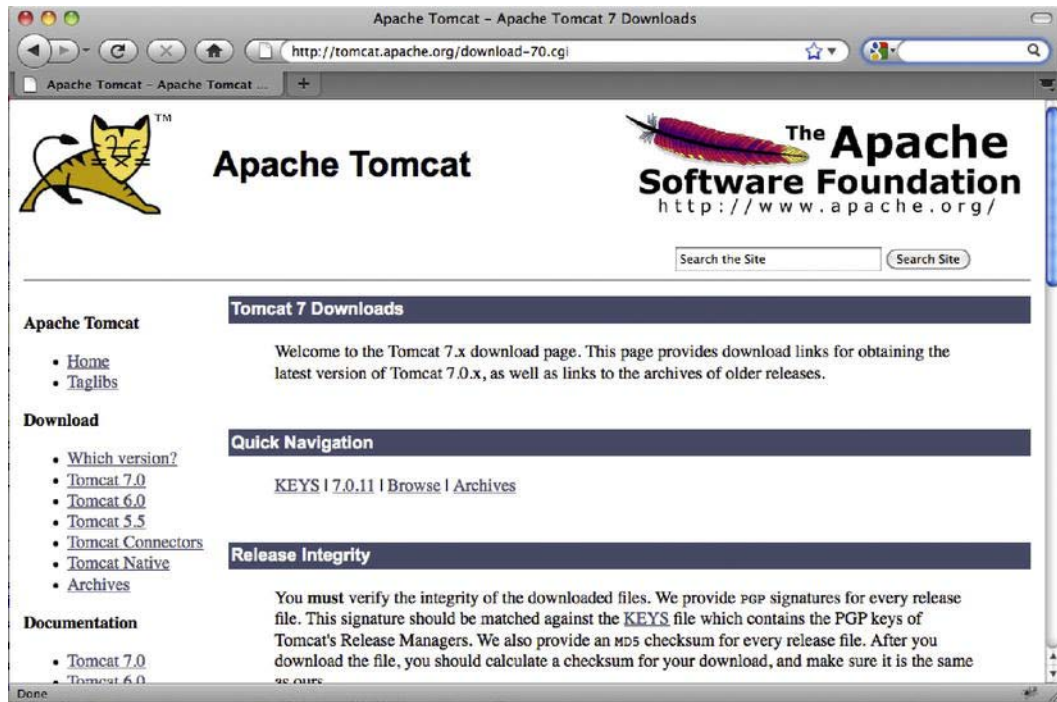 Apache Tomcat – Apache Tomcat 7 Downloads
http://tomcat.apache.org/download-70.cgi
Apache Tomcat – Apache Tomcat ...
TM
Apache Tomcat
The Apache
Software Foundation
http://www.apache.org/
Search the Site
Search Site
Apache Tomcat
• Home
• Taglibs
Download
• Which version?
• Tomcat 7.0
• Tomcat 6.0
• Tomcat 5.5
• Tomcat Connectors
• Tomcat Native
• Archives
Documentation
• Tomcat 7.0
• Tomcat 6.0
Tomcat 7 Downloads
Welcome to the Tomcat 7.x download page. This page provides download links for obtaining the
latest version of Tomcat 7.0.x, as well as links to the archives of older releases.
Quick Navigation
KEYS | 7.0.11 | Browse | Archives
Release Integrity
You must verify the integrity of the downloaded files. We provide PGP signatures for every release
file. This signature should be matched against the KEYS file which contains the PGP keys of
Tomcat's Release Managers. We also provide an MD5 checksum for every release file. After you
download the file, you should calculate a checksum for your download, and make sure it is the same
as ours.
Done